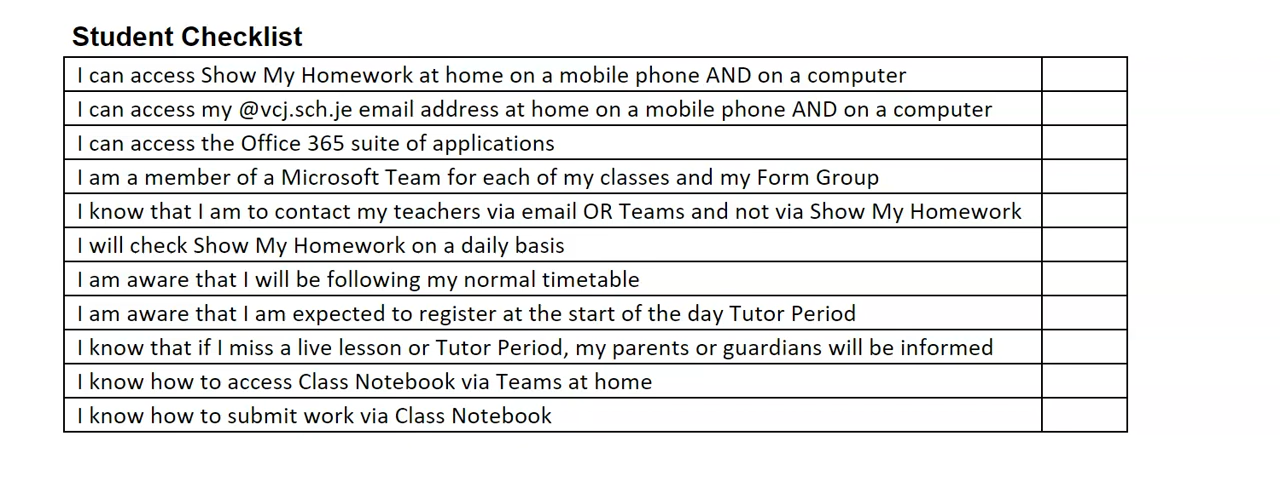 Student Checklist
I can access Show My Homework at home on a mobile phone AND on a computer
I can access my @vcj.sch.je email address at home on a mobile phone AND on a computer
I can access the Office 365 suite of applications
I am a member of a Microsoft Team for each of my classes and my Form Group
I know that I am to contact my teachers via email OR Teams and not via Show My Homework
I will check Show My Homework on a daily basis
I am aware that I will be following my normal timetable
I am aware that I am expected to register at the start of the day Tutor Period
I know that if I miss a live lesson or Tutor Period, my parents or guardians will be informed
I know how to access Class Notebook via Teams at home
I know how to submit work via Class Notebook